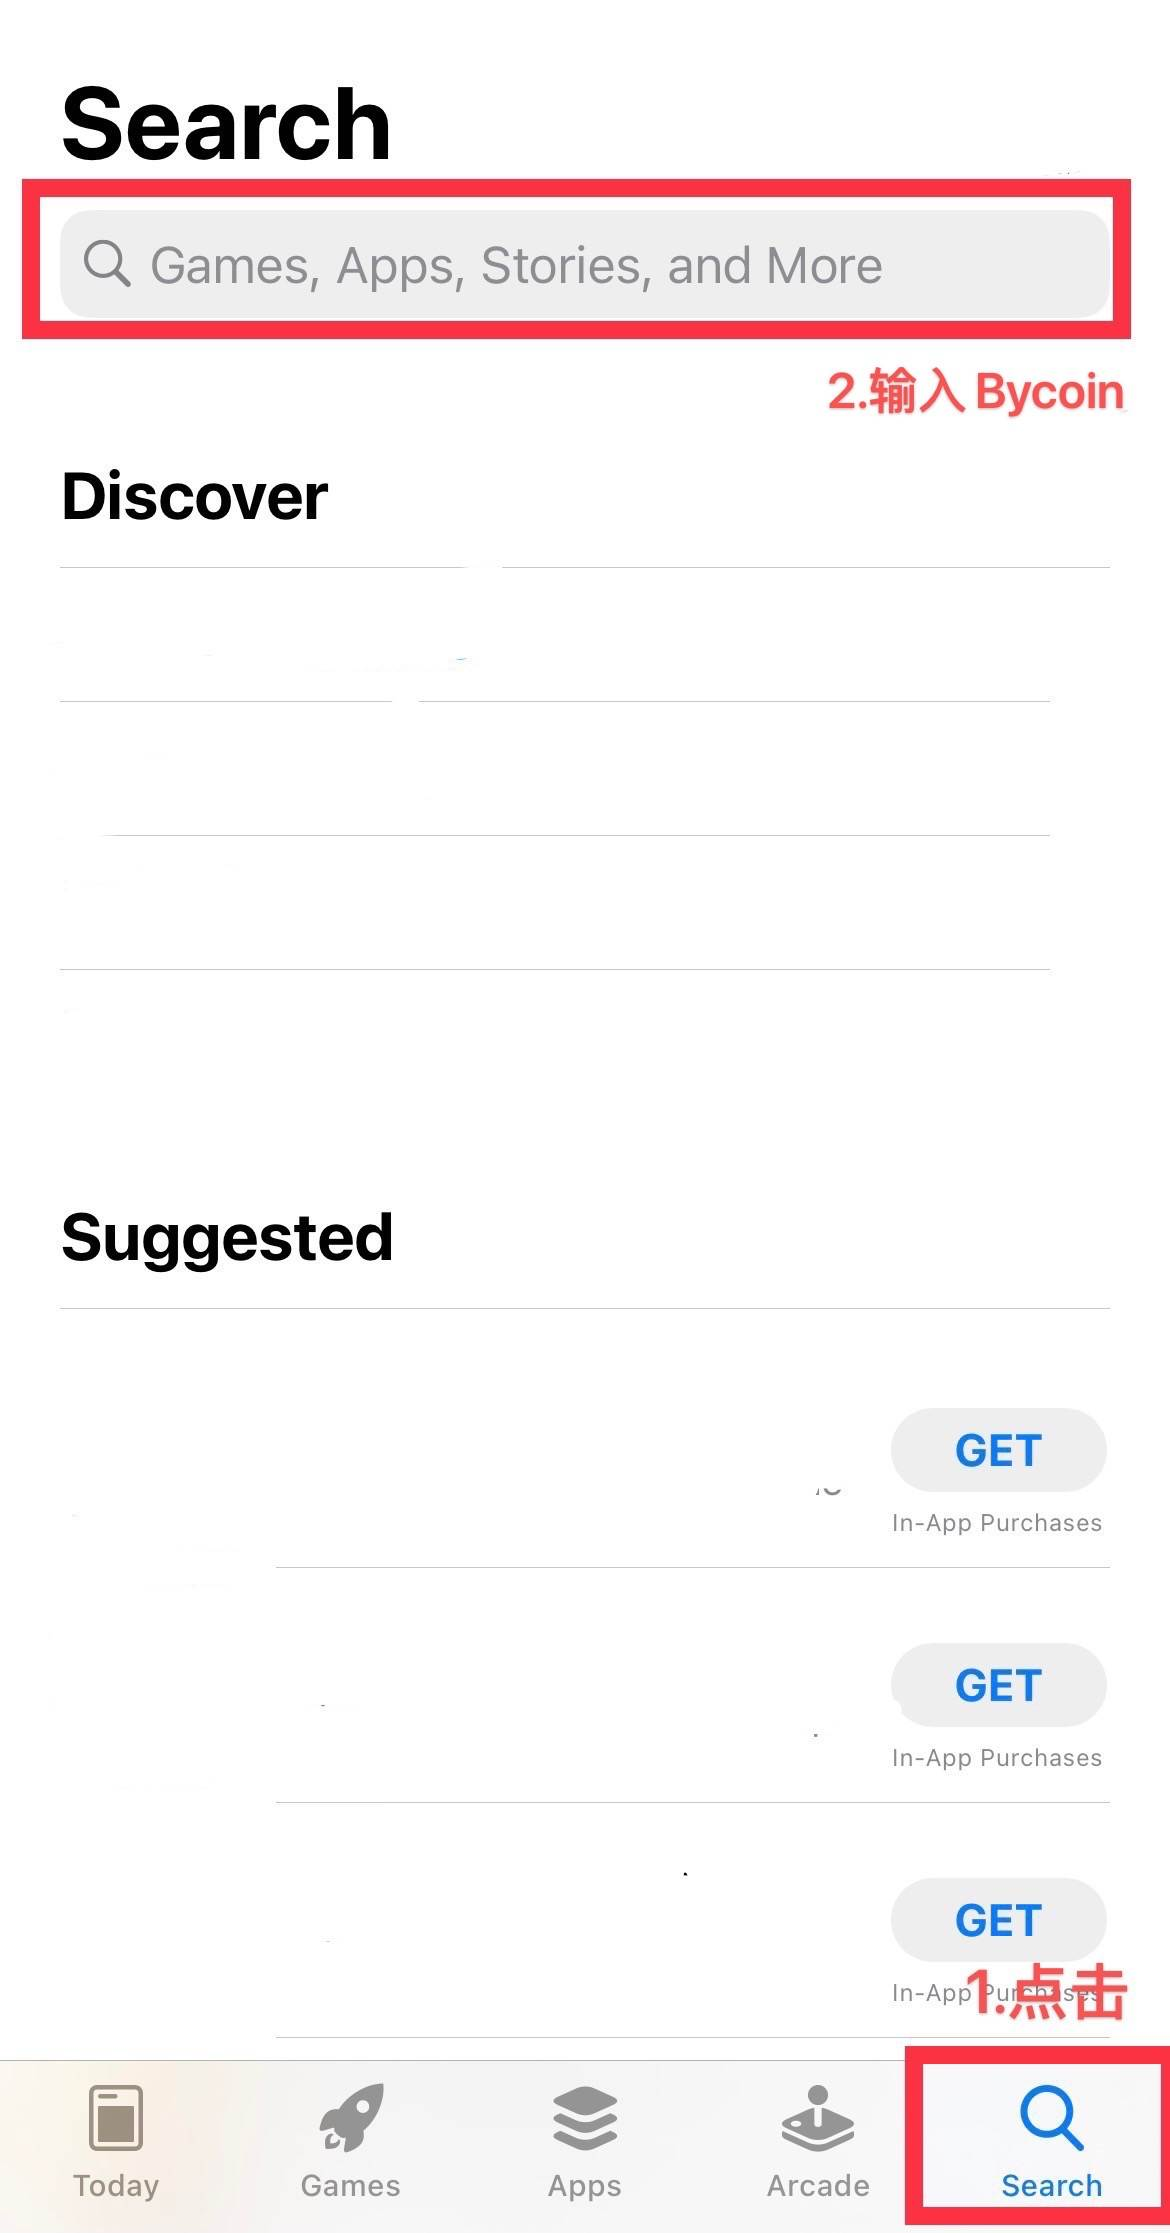 Search
Games, Apps, Stories, and More
2.输入 Bycoin
Discover
Suggested
GET
In-App Purchases
GET
In-App Purchases
GET
In-App Purchases
1.点击
Today
Games
Apps
Arcade
Search